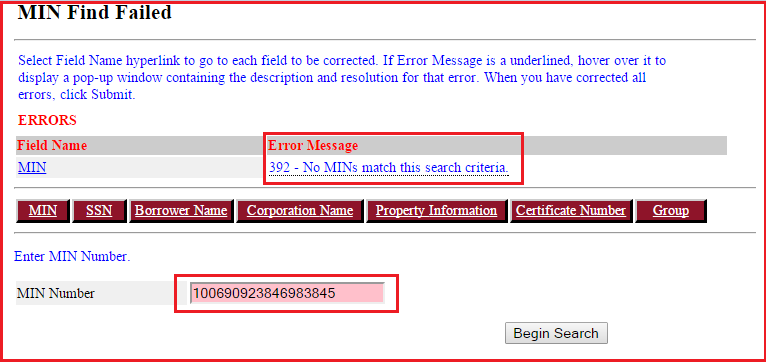 MIN Find Failed
Select Field Name hyperlink to go to each field to be corrected. If Error Message is a underlined, hover over it to
display a pop-up window containing the description and resolution for that error. When you have corrected all
errors, click Submit.
ERRORS
Field Name Error Message
MIN 392 - No MINs match this search criteria.
MIN SSN Borrower Name Corporation Name Property Information Certificate Number Group
Enter MIN Number.
MIN Number 100690923846983845
Begin Search